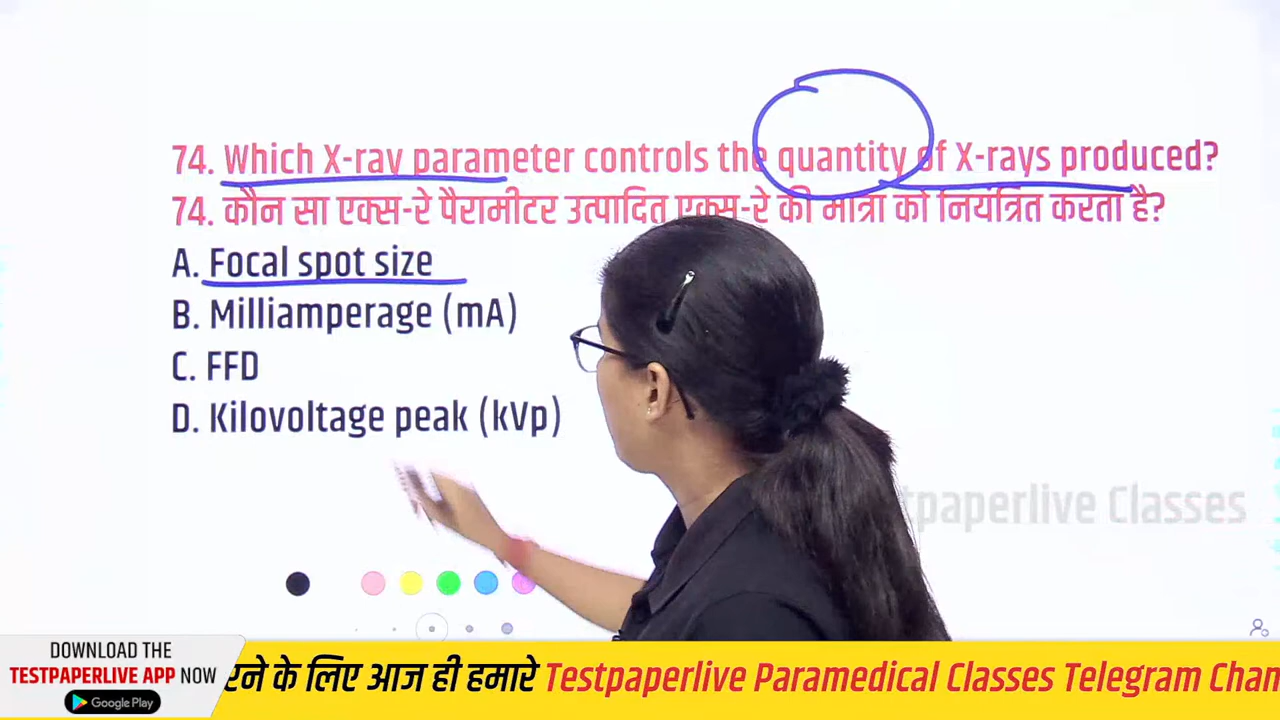 74. Which X-ray parameter controls the quantity of X-rays produced?
74. कौन सा एक्स-रे पैरामीटर उत्पादित एक्स-रे की मात्रा को नियंत्रित करता है?
A. Focal spot size
B. Milliamperage (mA)
C. FFD
D. Kilovoltage peak (kVp)
tpaperlive Classes
DOWNLOAD THE
TESTPAPERLIVE APP NOW
Google Play
रने के लिए आज ही हमारे Testpaperlive Paramedical Classes Telegram Chan